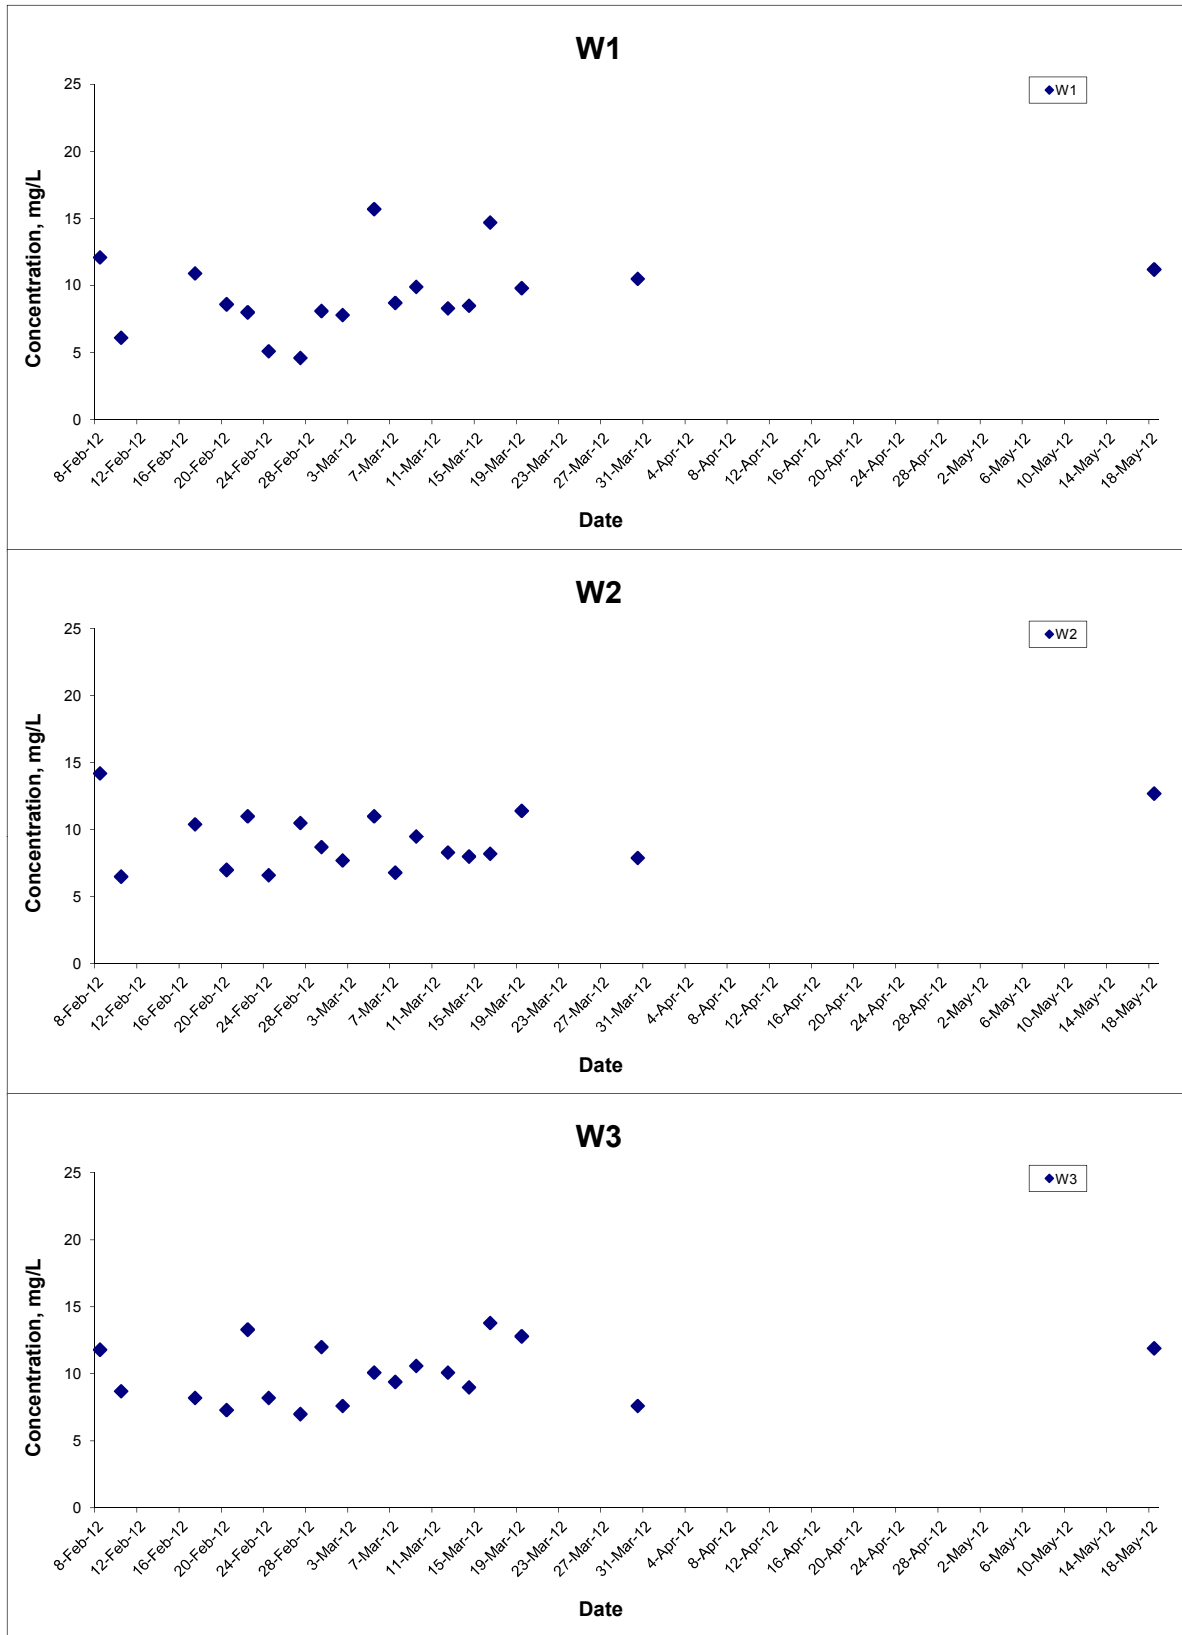 W1
W1
Concentration, mg/L
25
20
15
10
5
0
8-Feb-12
12-Feb-12
16-Feb-12
20-Feb-12
24-Feb-12
28-Feb-12
3-Mar-12
7-Mar-12
11-Mar-12
15-Mar-12
19-Mar-12
23-Mar-12
27-Mar-12
31-Mar-12
4-Apr-12
8-Apr-12
12-Apr-12
16-Apr-12
20-Apr-12
24-Apr-12
28-Apr-12
2-May-12
6-May-12
10-May-12
14-May-12
18-May-12
Date
W2
W2
Concentration, mg/L
25
20
15
10
5
0
8-Feb-12
12-Feb-12
16-Feb-12
20-Feb-12
24-Feb-12
28-Feb-12
3-Mar-12
7-Mar-12
11-Mar-12
15-Mar-12
19-Mar-12
23-Mar-12
27-Mar-12
31-Mar-12
4-Apr-12
8-Apr-12
12-Apr-12
16-Apr-12
20-Apr-12
24-Apr-12
28-Apr-12
2-May-12
6-May-12
10-May-12
14-May-12
18-May-12
Date
W3
W3
Concentration, mg/L
25
20
15
10
5
0
8-Feb-12
12-Feb-12
16-Feb-12
20-Feb-12
24-Feb-12
28-Feb-12
3-Mar-12
7-Mar-12
11-Mar-12
15-Mar-12
19-Mar-12
23-Mar-12
27-Mar-12
31-Mar-12
4-Apr-12
8-Apr-12
12-Apr-12
16-Apr-12
20-Apr-12
24-Apr-12
28-Apr-12
2-May-12
6-May-12
10-May-12
14-May-12
18-May-12
Date